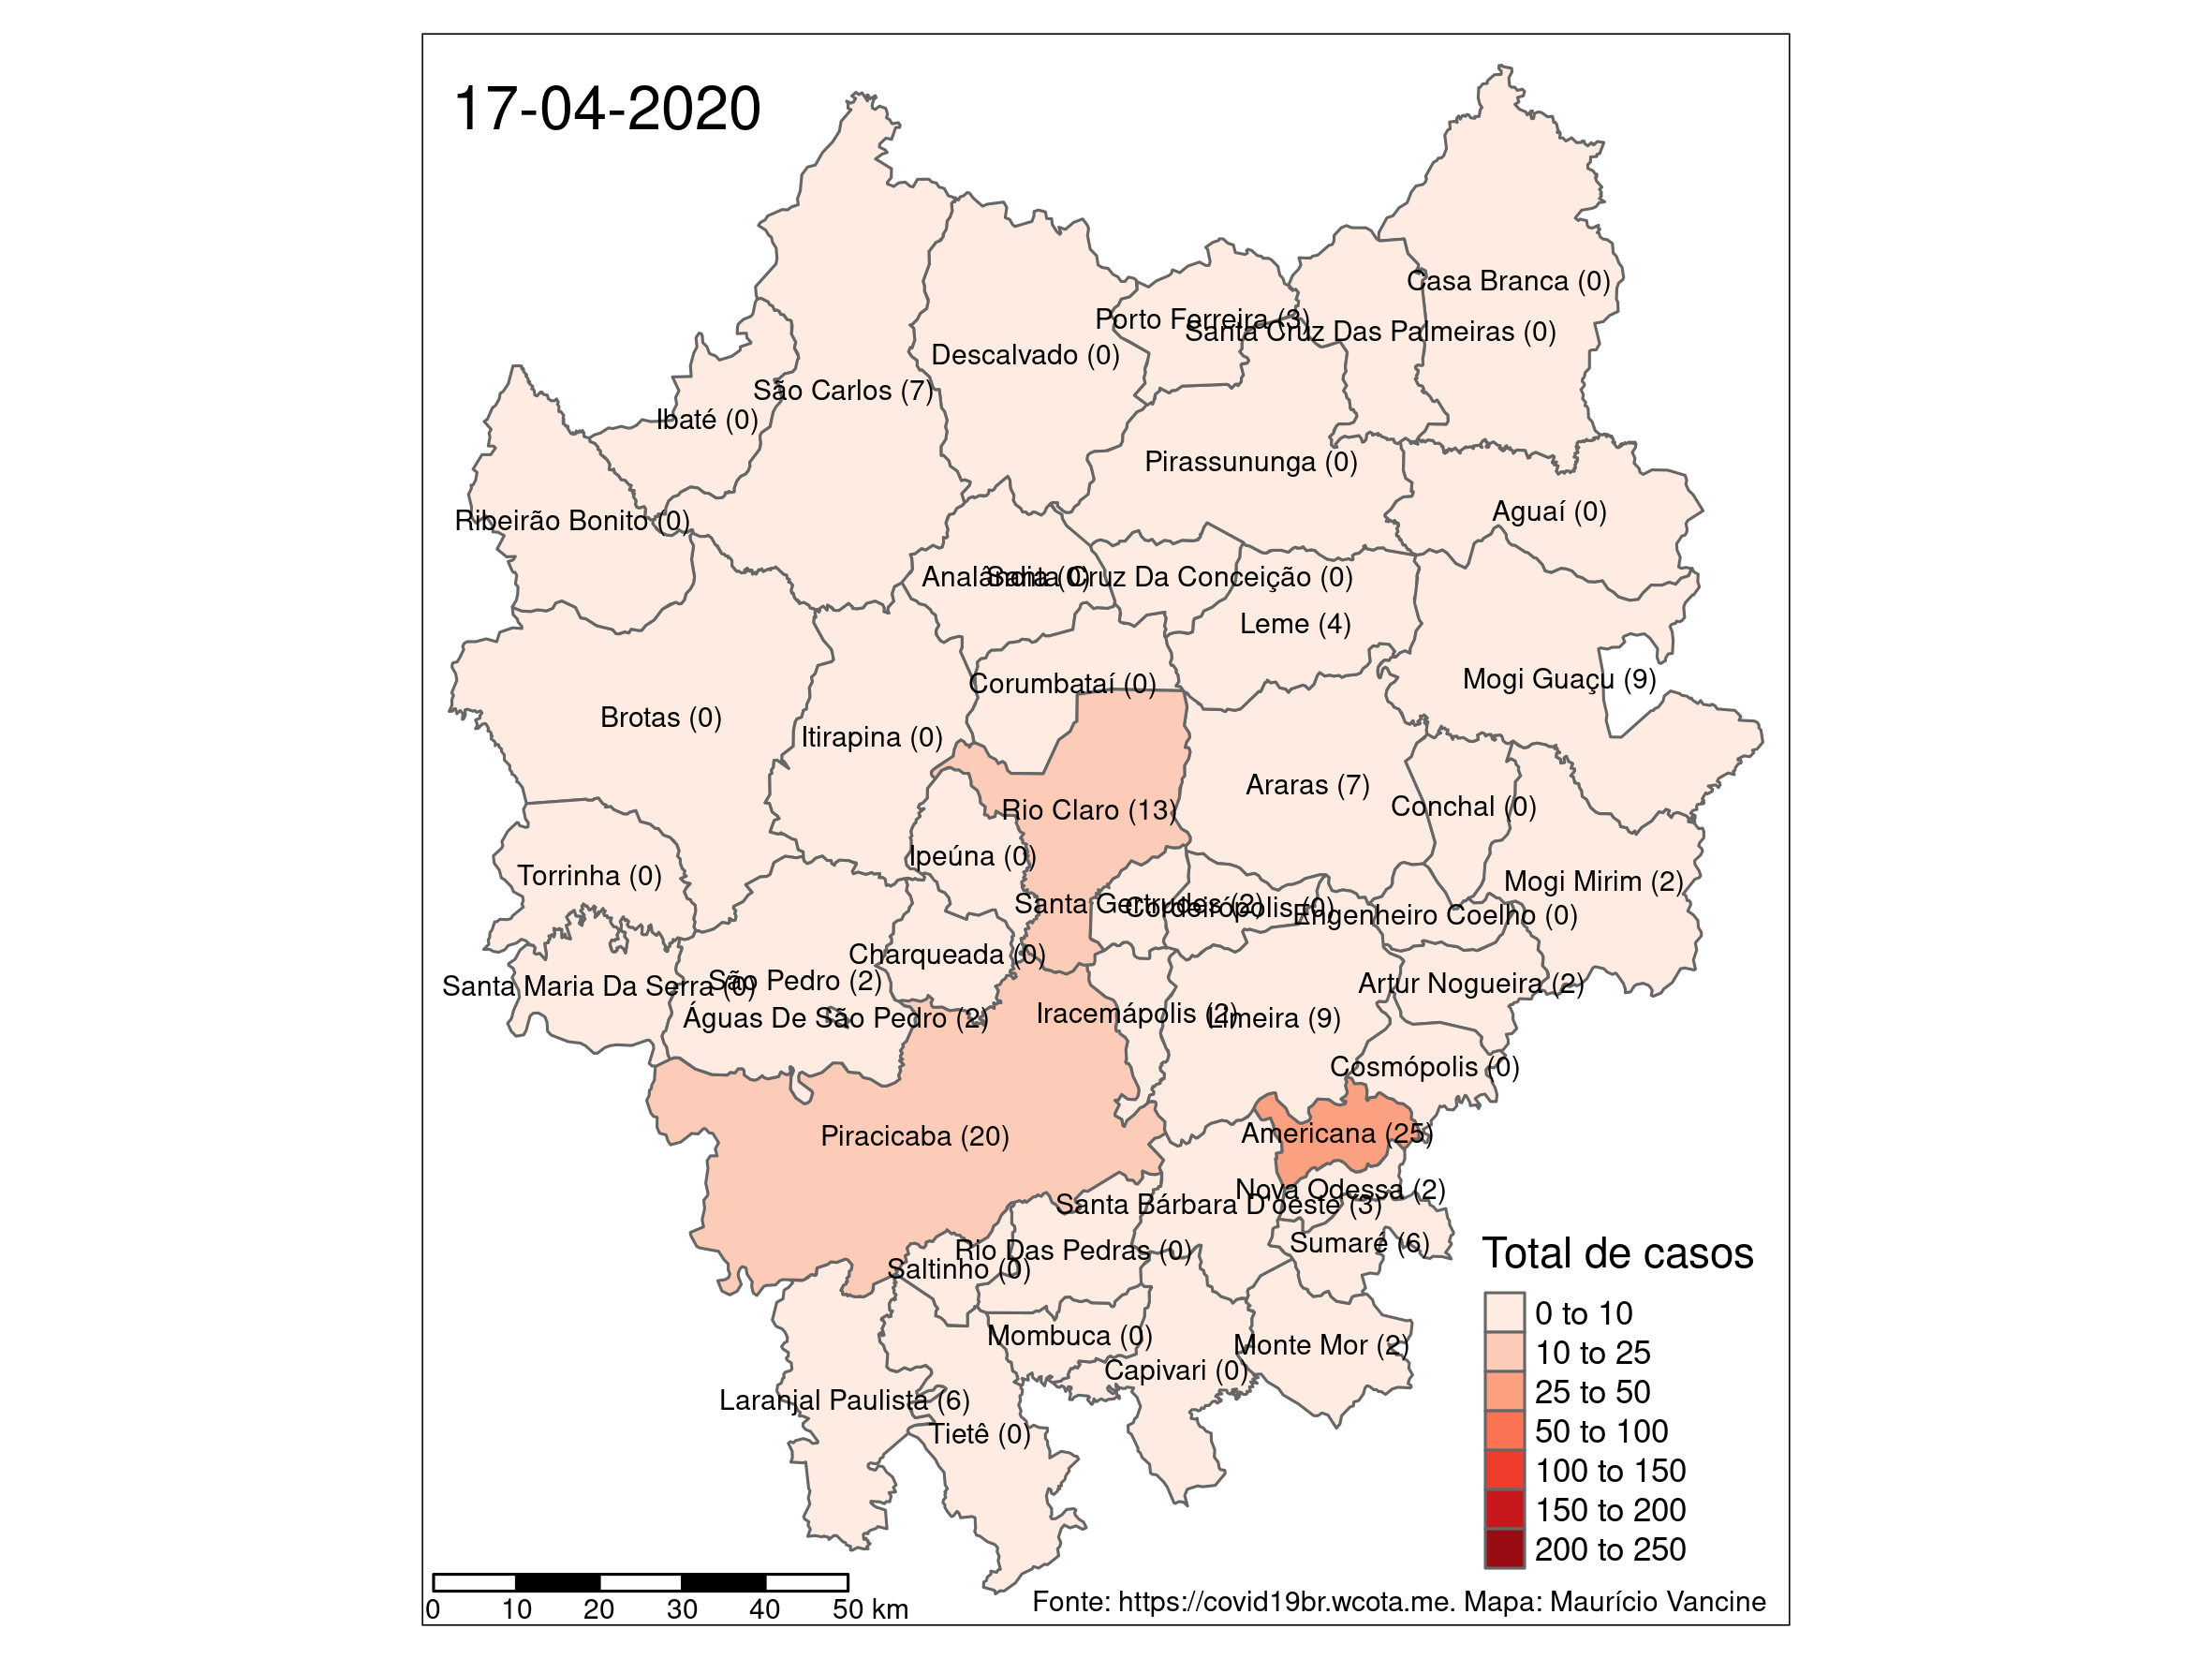 17-04-2020
Casa Branca (0)
Porto Ferreira (3)
Santa Cruz Das Palmeiras (0)
Descalvado (0)
São Carlos (7)
Ibaté (0)
Pirassununga (0)
Aguaí (0)
Ribeirão Bonito (0)
Analândia (0)
Santa Cruz Da Conceição (0)
Leme (4)
Corumbataí (0)
Mogi Guaçu (9)
Brotas (0)
Itirapina (0)
Araras (7)
Conchal (0)
Rio Claro (13)
Ipeúna (0)
Torrinha (0)
Mogi Mirim (2)
Santa Gertrudes (2)
Cordeirópolis (0)
Engenheiro Coelho (0)
Charqueada (0)
São Pedro (2)
Santa Maria Da Serra (0)
Artur Nogueira (2)
Águas De São Pedro (2)
Iracemápolis (2)
Limeira (9)
Cosmópolis (0)
Piracicaba (20)
Americana (25)
Nova Odessa (2)
Santa Bárbara D'oeste (3)
Sumaré (6)
Rio Das Pedras (0)
Saltinho (0)
Mombuca (0)
Monte Mor (2)
Capivari (0)
Laranjal Paulista (6)
Tietê (0)
Total de casos
0 to 10
10 to 25
25 to 50
50 to 100
100 to 150
150 to 200
200 to 250
0 10 20 30 40 50 km
Fonte: https://covid19br.wcota.me. Mapa: Maurício Vancine